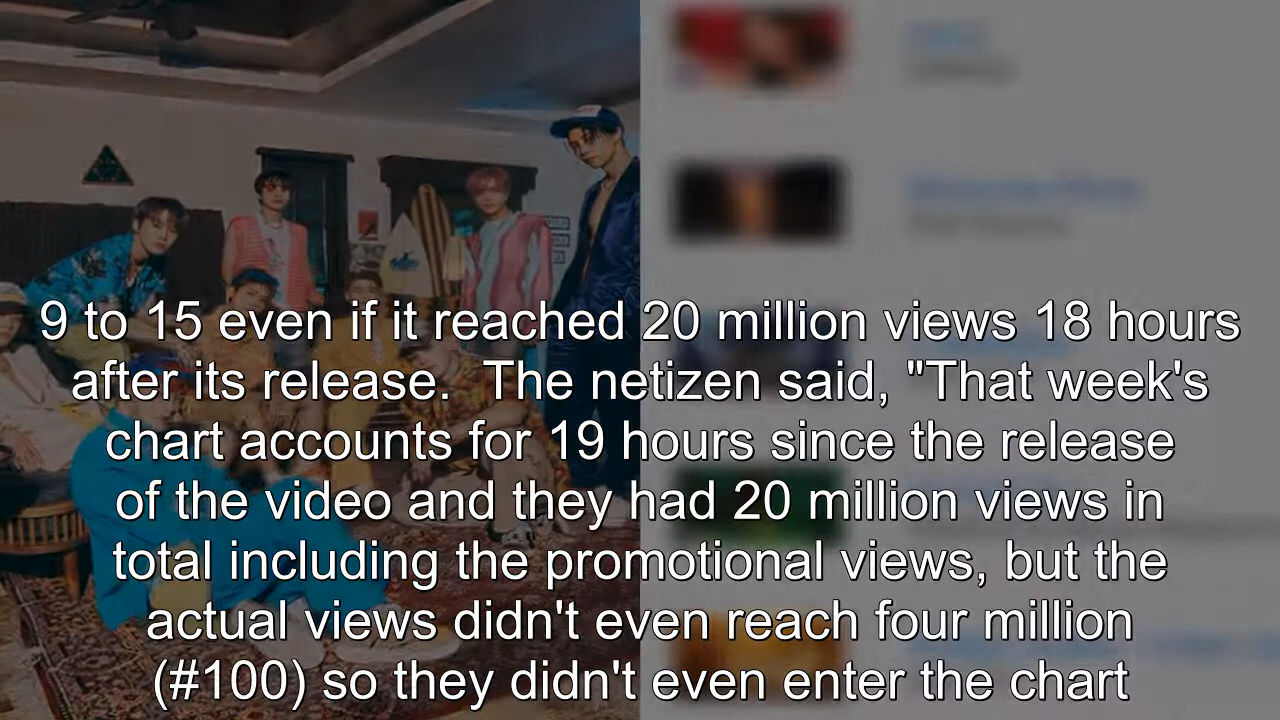 9 to 15 even if it reached 20 million views 18 hours
after its release.  The netizen said, "That week's
chart accounts for 19 hours since the release
of the video and they had 20 million views in
total including the promotional views, but the
actual views didn't even reach four million
(#100) so they didn't even enter the chart